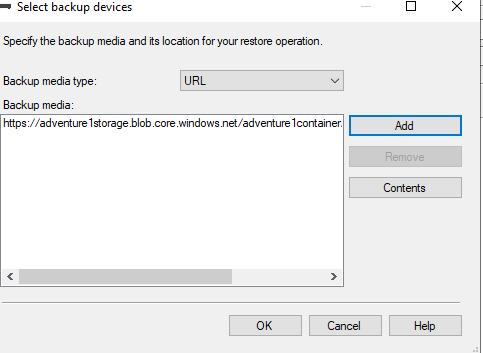 Select backup devices
Specify the backup media and its location for your restore operation.
Backup media type:
URL
Backup media:
https://adventure1storage.blob.core.windows.net/adventure1container.
Add
Remove
Contents
OK
Cancel
Help